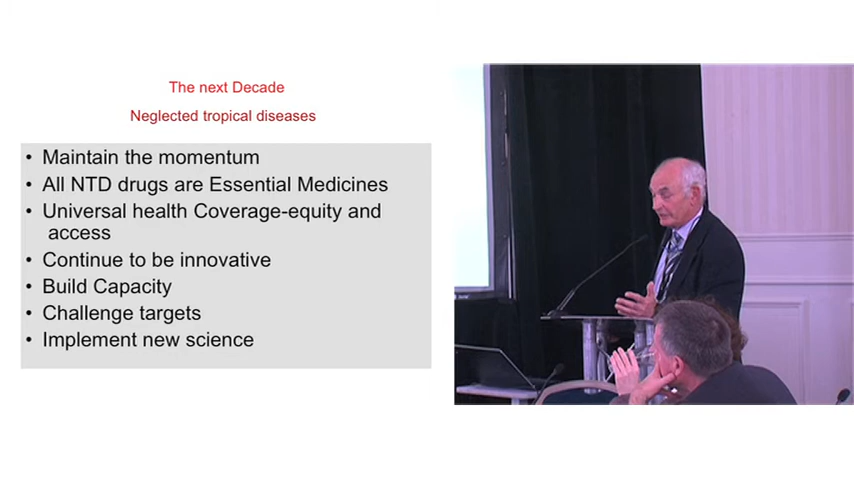 The next Decade
Neglected tropical diseases
• Maintain the momentum
• All NTD drugs are Essential Medicines
• Universal health Coverage-equity and
access
• Continue to be innovative
• Build Capacity
• Challenge targets
• Implement new science